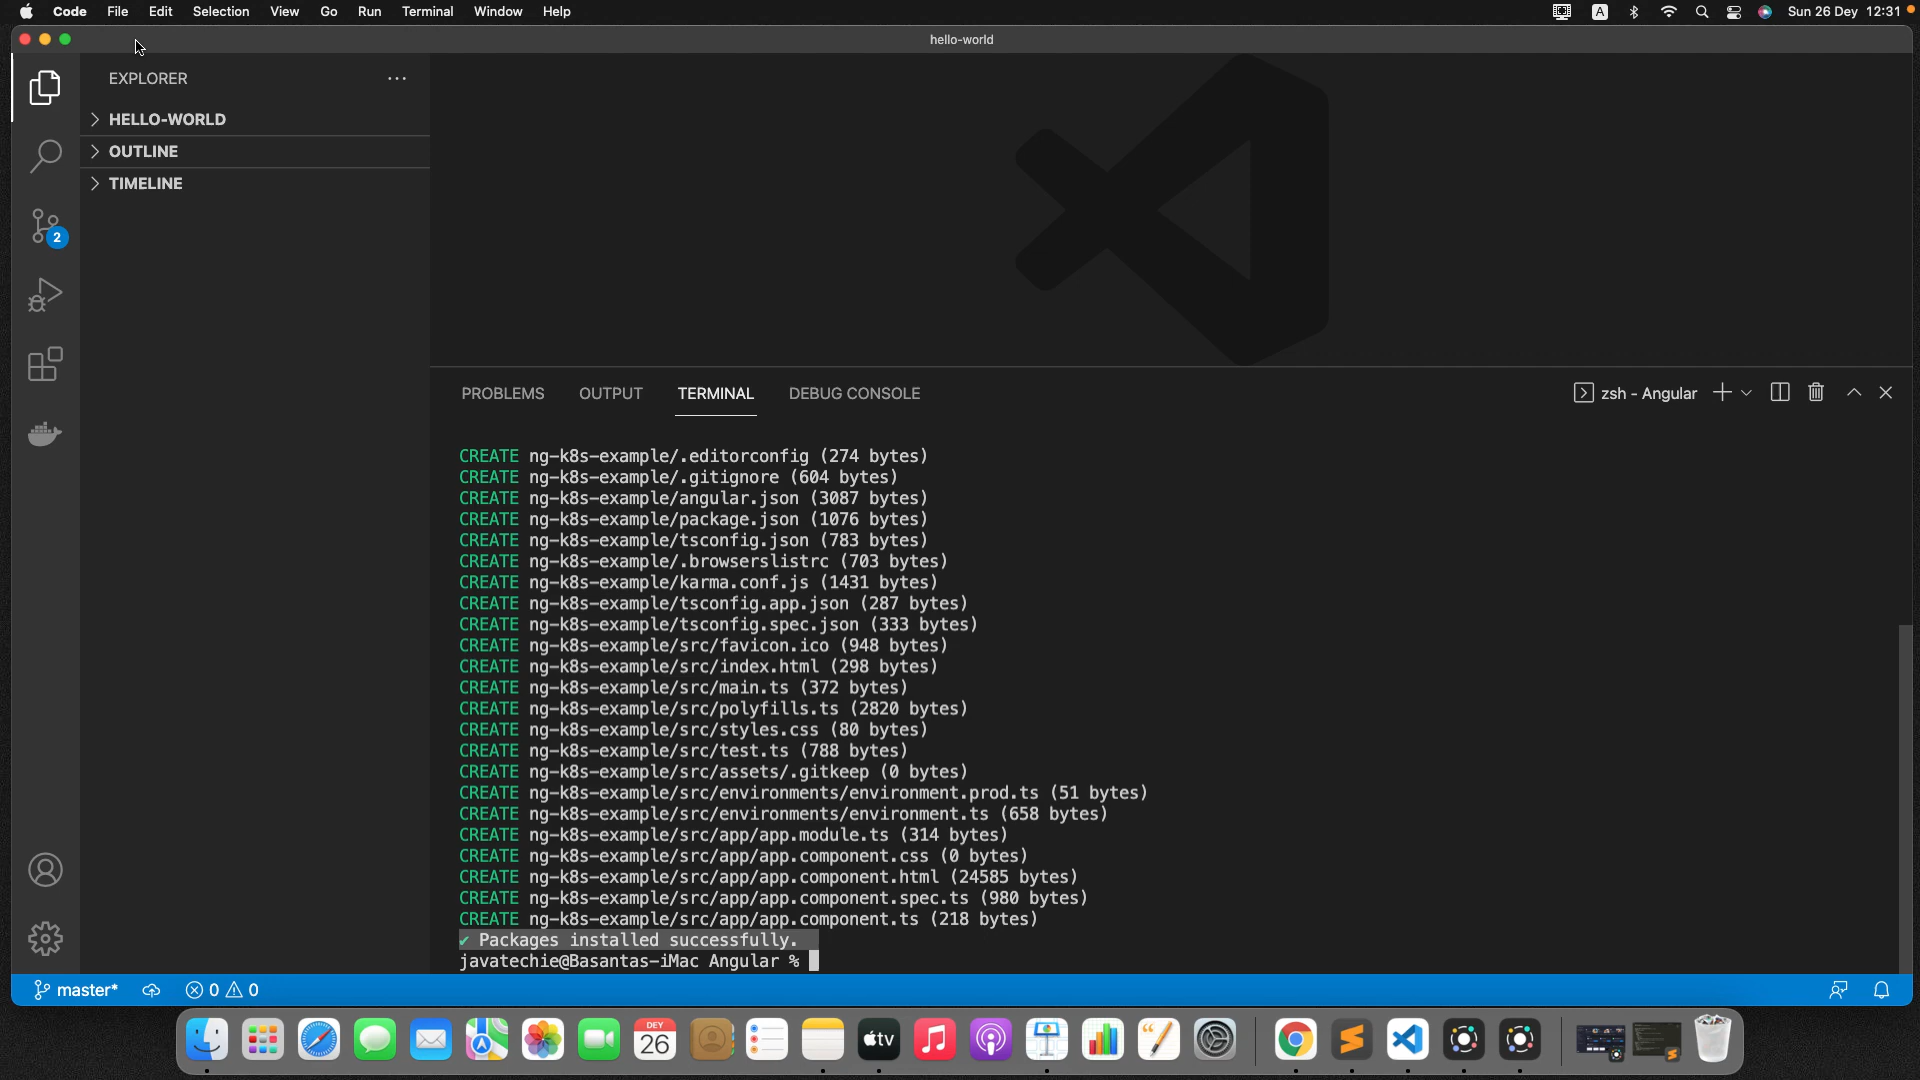 Code File Edit Selection View Go Run Terminal Window Help A Sun 26 Dey 12:31
hello-world
EXPLORER
HELLO-WORLD
OUTLINE
TIMELINE
2
PROBLEMS OUTPUT TERMINAL DEBUG CONSOLE zsh - Angular
CREATE ng-k8s-example/.editorconfig (274 bytes)
CREATE ng-k8s-example/.gitignore (604 bytes)
CREATE ng-k8s-example/angular.json (3087 bytes)
CREATE ng-k8s-example/package.json (1076 bytes)
CREATE ng-k8s-example/tsconfig.json (783 bytes)
CREATE ng-k8s-example/.browserslistrc (703 bytes)
CREATE ng-k8s-example/karma.conf.js (1431 bytes)
CREATE ng-k8s-example/tsconfig.app.json (287 bytes)
CREATE ng-k8s-example/tsconfig.spec.json (333 bytes)
CREATE ng-k8s-example/src/favicon.ico (948 bytes)
CREATE ng-k8s-example/src/index.html (298 bytes)
CREATE ng-k8s-example/src/main.ts (372 bytes)
CREATE ng-k8s-example/src/polyfills.ts (2820 bytes)
CREATE ng-k8s-example/src/styles.css (80 bytes)
CREATE ng-k8s-example/src/test.ts (788 bytes)
CREATE ng-k8s-example/src/assets/.gitkeep (0 bytes)
CREATE ng-k8s-example/src/environments/environment.prod.ts (51 bytes)
CREATE ng-k8s-example/src/environments/environment.ts (658 bytes)
CREATE ng-k8s-example/src/app/app.module.ts (314 bytes)
CREATE ng-k8s-example/src/app/app.component.css (0 bytes)
CREATE ng-k8s-example/src/app/app.component.html (24585 bytes)
CREATE ng-k8s-example/src/app/app.component.spec.ts (980 bytes)
CREATE ng-k8s-example/src/app/app.component.ts (218 bytes)
✔ Packages installed successfully.
javatechie@Basantas-iMac Angular %
master* 0 0
DEY
26
tv